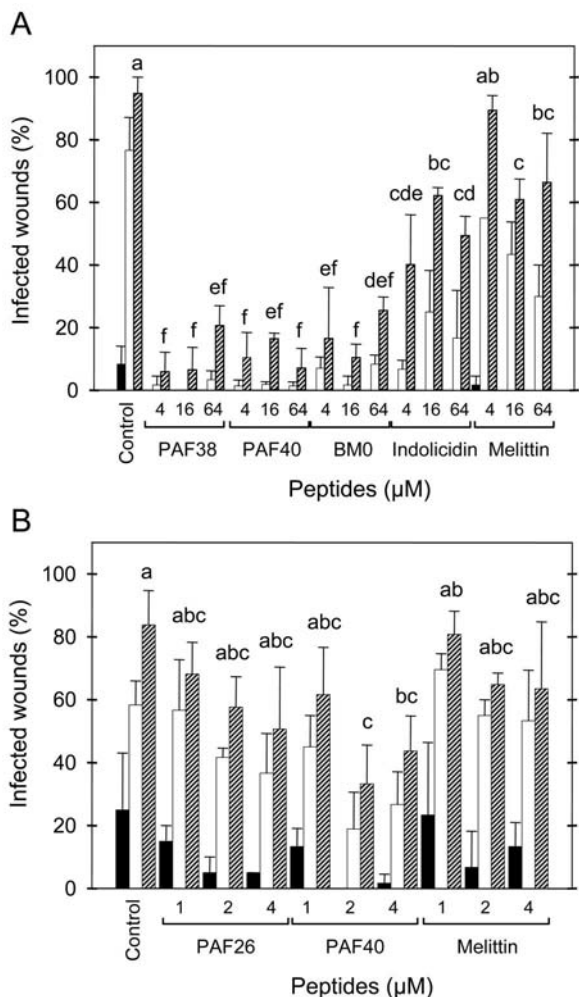 A
Infected wounds (%)
100
80
60
40
20
0
a
f
f
ef
f
ef
f
ef
f
def
cde
bc
cd
ab
c
bc
Control
4 16 64 4 16 64 4 16 64 4 16 64 4 16 64
PAF38 PAF40 BM0 Indolicidin Melittin
Peptides (μM)
B
Infected wounds (%)
100
80
60
40
20
0
a
abc
abc
abc
abc
c
bc
ab
abc
abc
Control
1 2 4 1 2 4 1 2 4
PAF26 PAF40 Melittin
Peptides (μM)